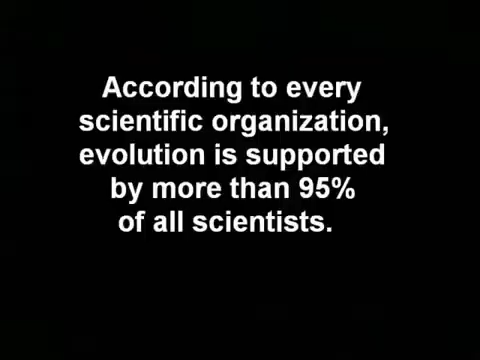 According to every
scientific organization,
evolution is supported
by more than 95%
of all scientists.